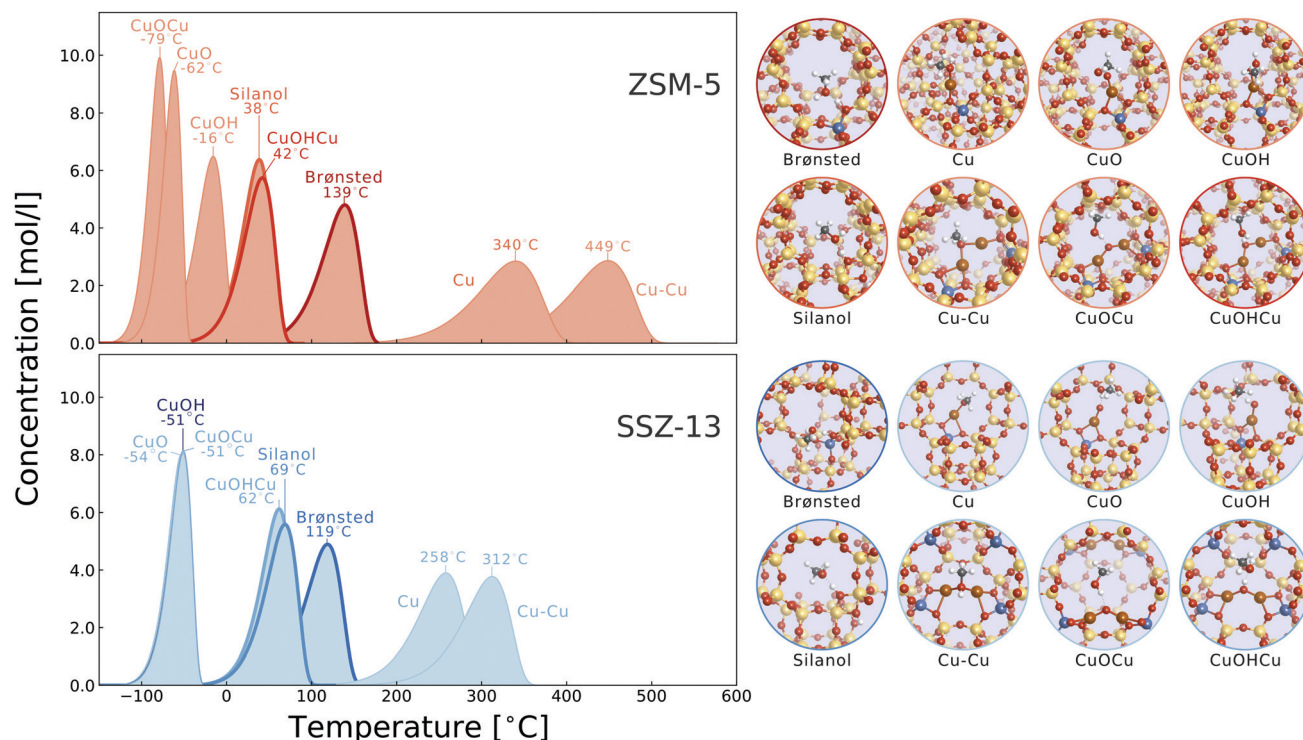 Concentration [mol/l]
10.0
8.0
6.0
4.0
2.0
0.0
CuOCu
-79°C
CuO
-62°C
CuOH
-16°C
Silanol
38°C
CuOHCu
42°C
Brønsted
139°C
340°C
Cu
449°C
Cu-Cu
ZSM-5
Brønsted
Cu
CuO
CuOH
Silanol
Cu-Cu
CuOCu
CuOHCu
10.0
8.0
6.0
4.0
2.0
0.0
CuOH
-51°C
CuO
-54°C
CuOCu
-51°C
Silanol
69°C
CuOHCu
62°C
Brønsted
119°C
258°C
Cu
312°C
Cu-Cu
SSZ-13
−100
0
100
200
300
400
500
600
Temperature [°C]
Brønsted
Cu
CuO
CuOH
Silanol
Cu-Cu
CuOCu
CuOHCu